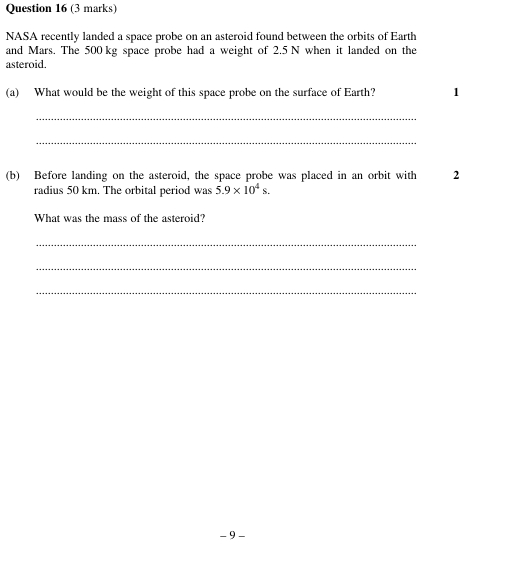 Question 16 (3 marks)
NASA recently landed a space probe on an asteroid found between the orbits of Earth
and Mars. The 500 kg space probe had a weight of 2.5 N when it landed on the
asteroid.
(a) What would be the weight of this space probe on the surface of Earth? 1
................................................................................................................................
................................................................................................................................
(b) Before landing on the asteroid, the space probe was placed in an orbit with 2
radius 50 km. The orbital period was 5.9 × 10⁴ s.
What was the mass of the asteroid?
................................................................................................................................
................................................................................................................................
................................................................................................................................
– 9 –